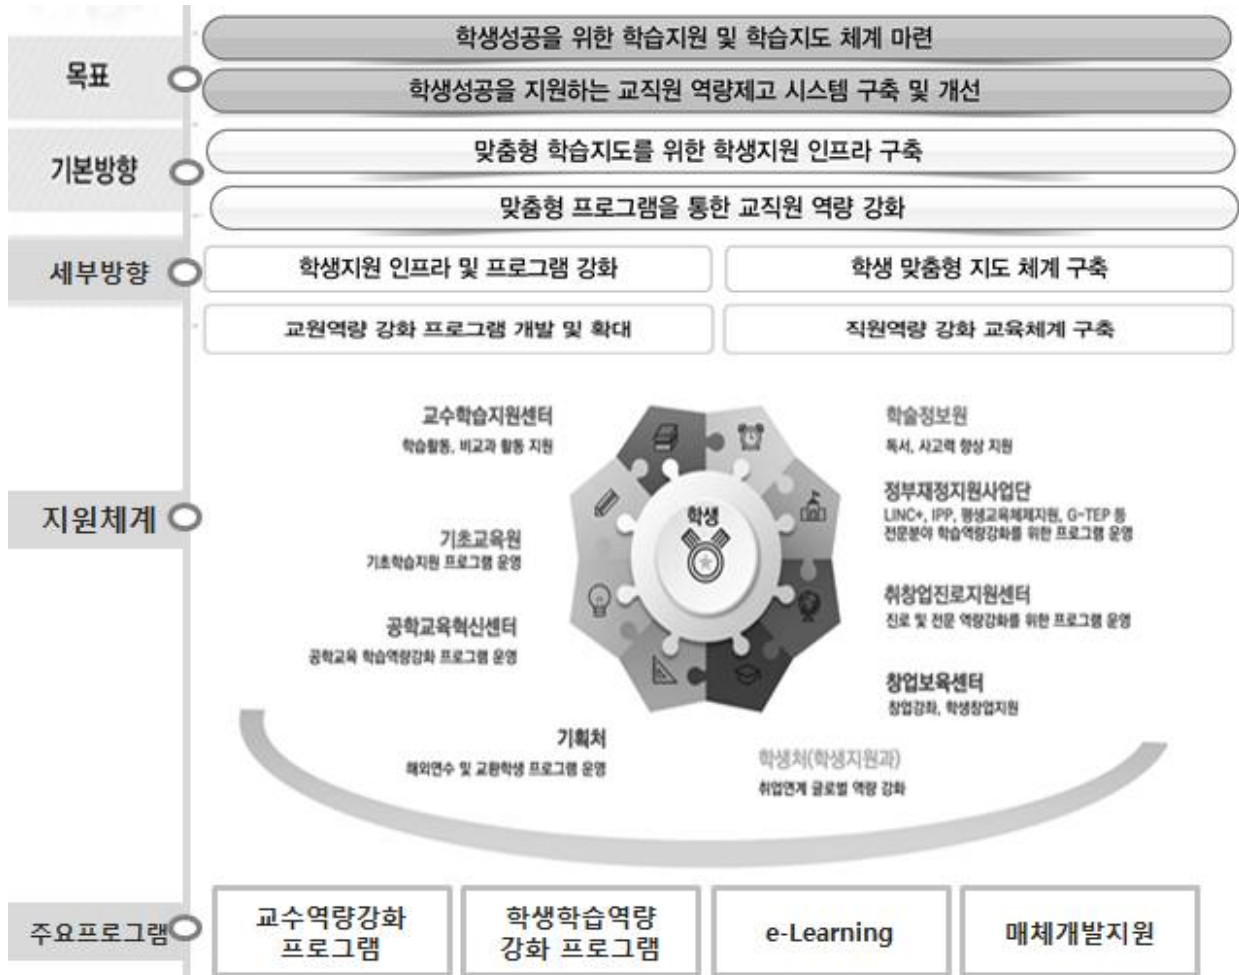 목표
학생성공을 위한 학습지원 및 학습지도 체계 마련
학생성공을 지원하는 교직원 역량제고 시스템 구축 및 개선
기본방향
맞춤형 학습지도를 위한 학생지원 인프라 구축
맞춤형 프로그램을 통한 교직원 역량 강화
세부방향
학생지원 인프라 및 프로그램 강화
학생 맞춤형 지도 체계 구축
교원역량 강화 프로그램 개발 및 확대
직원역량 강화 교육체계 구축
지원체계
교수학습지원센터
학습활동, 비교과 활동 지원
기초교육원
기초학습지원 프로그램 운영
공학교육혁신센터
공학교육 학습역량강화 프로그램 운영
기획처
해외연수 및 교환학생 프로그램 운영
학생
학술정보원
독서, 사고력 향상 지원
정부재정지원사업단
LINC+, IPP, 평생교육체제지원, G-TEP 등
전문분야 학습역량강화를 위한 프로그램 운영
취창업진로지원센터
진로 및 전문 역량강화를 위한 프로그램 운영
창업보육센터
창업강좌, 학생창업지원
학생처(학생지원과)
취업연계 글로벌 역량 강화
주요프로그램
교수역량강화
프로그램
학생학습역량
강화 프로그램
e-Learning
매체개발지원